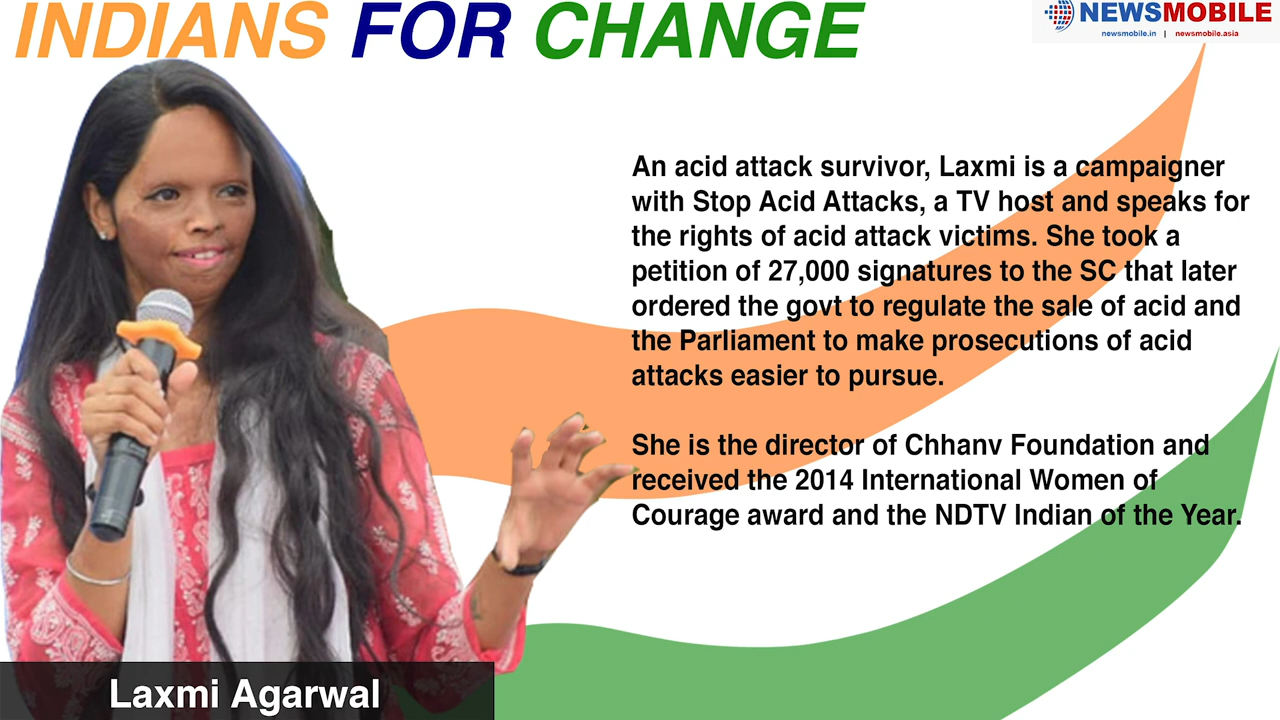 INDIANS FOR CHANGE
NEWSMOBILE
newsmobile.in | newsmobile.asia
An acid attack survivor, Laxmi is a campaigner
with Stop Acid Attacks, a TV host and speaks for
the rights of acid attack victims. She took a
petition of 27,000 signatures to the SC that later
ordered the govt to regulate the sale of acid and
the Parliament to make prosecutions of acid
attacks easier to pursue.
She is the director of Chhanv Foundation and
received the 2014 International Women of
Courage award and the NDTV Indian of the Year.
Laxmi Agarwal